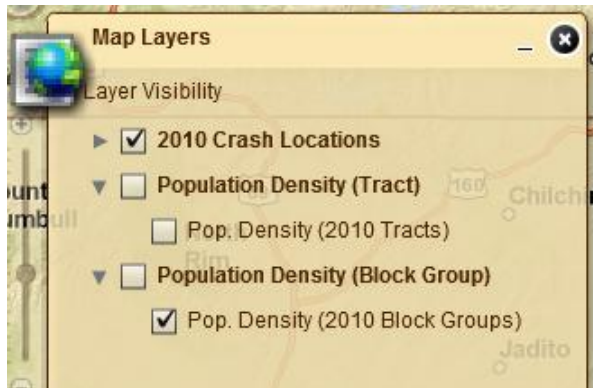 Map Layers
Layer Visibility
2010 Crash Locations
Population Density (Tract)
160
Pop. Density (2010 Tracts)
Rim
Population Density (Block Group)
Pop. Density (2010 Block Groups)
Jadito